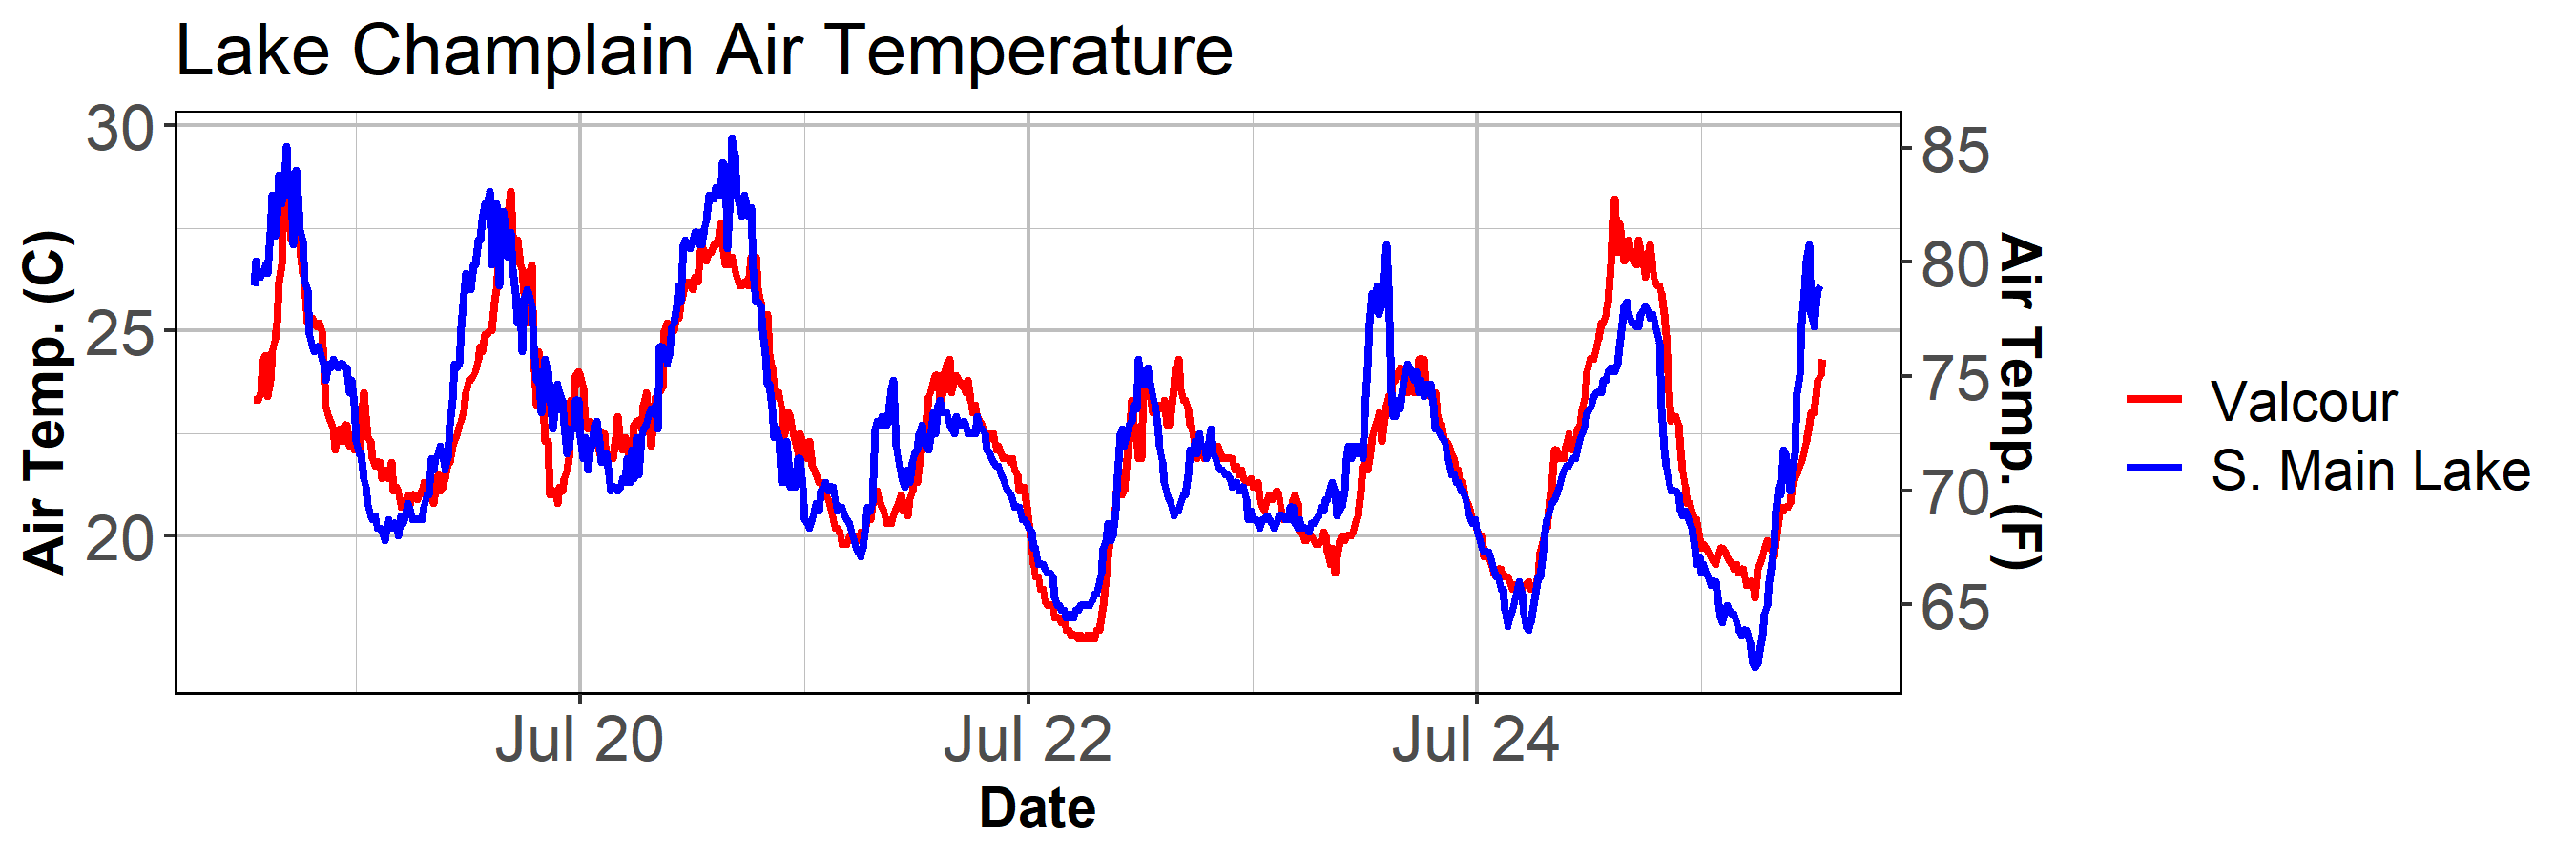 Lake Champlain Air Temperature
30
25
20
Air Temp. (C)
85
80
75
70
65
Air Temp. (F)
Jul 20
Jul 22
Jul 24
Date
Valcour
S. Main Lake